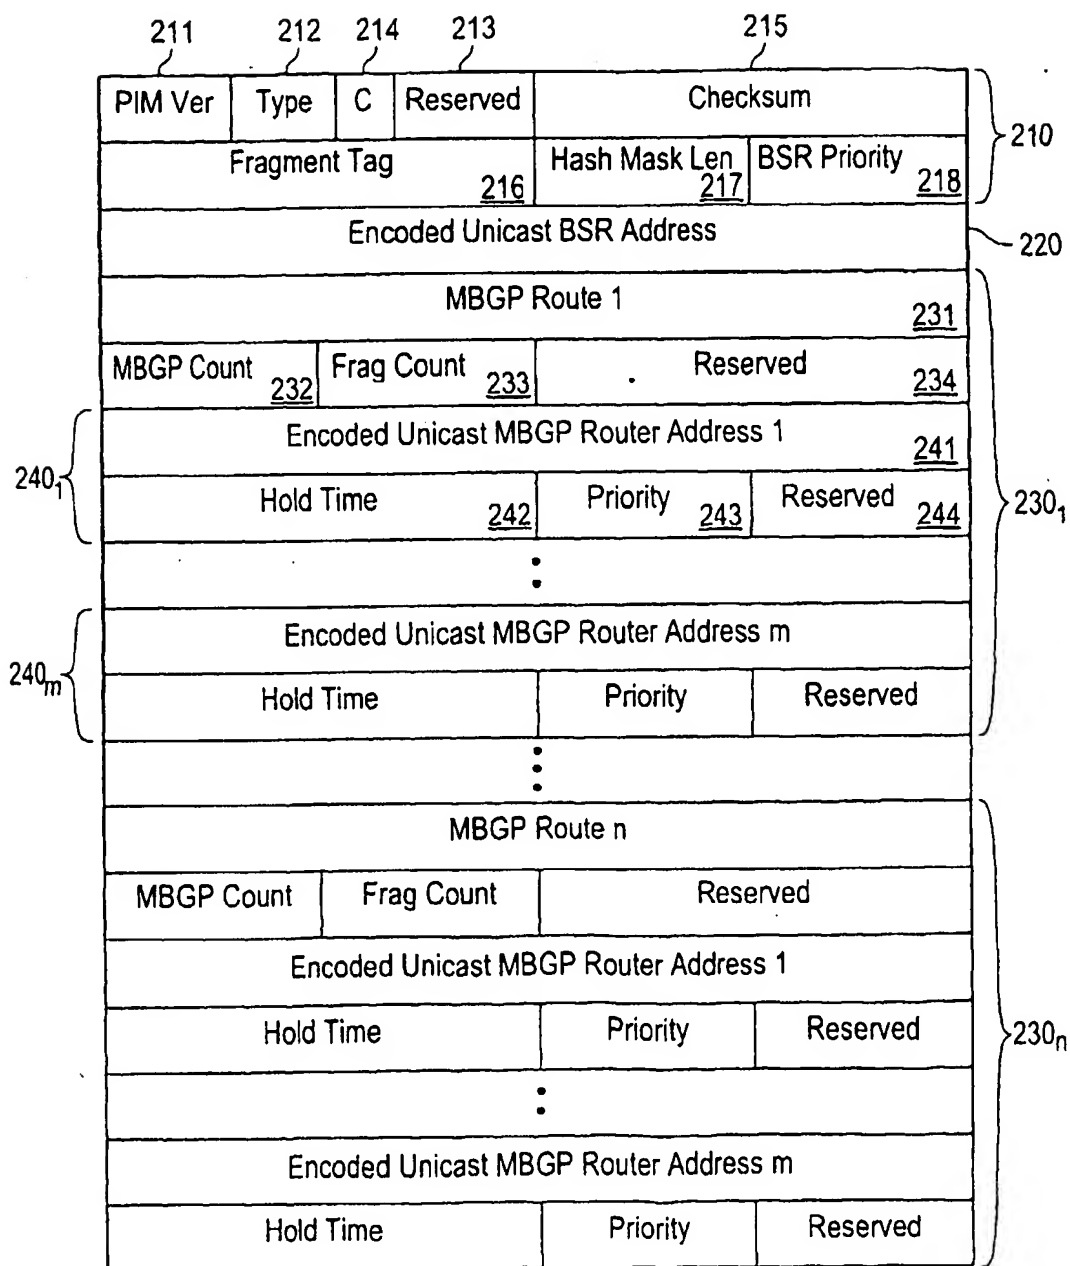 211 212 214 213 215
PIM Ver Type C Reserved Checksum
210
Fragment Tag 216 Hash Mask Len 217 BSR Priority 218
Encoded Unicast BSR Address
220
MBGP Route 1 231
MBGP Count 232 Frag Count 233 Reserved 234
Encoded Unicast MBGP Router Address 1 241
240₁
Hold Time 242 Priority 243 Reserved 244
230₁
Encoded Unicast MBGP Router Address m
240ₘ
Hold Time Priority Reserved
MBGP Route n
MBGP Count Frag Count Reserved
Encoded Unicast MBGP Router Address 1
Hold Time Priority Reserved
230ₙ
Encoded Unicast MBGP Router Address m
Hold Time Priority Reserved